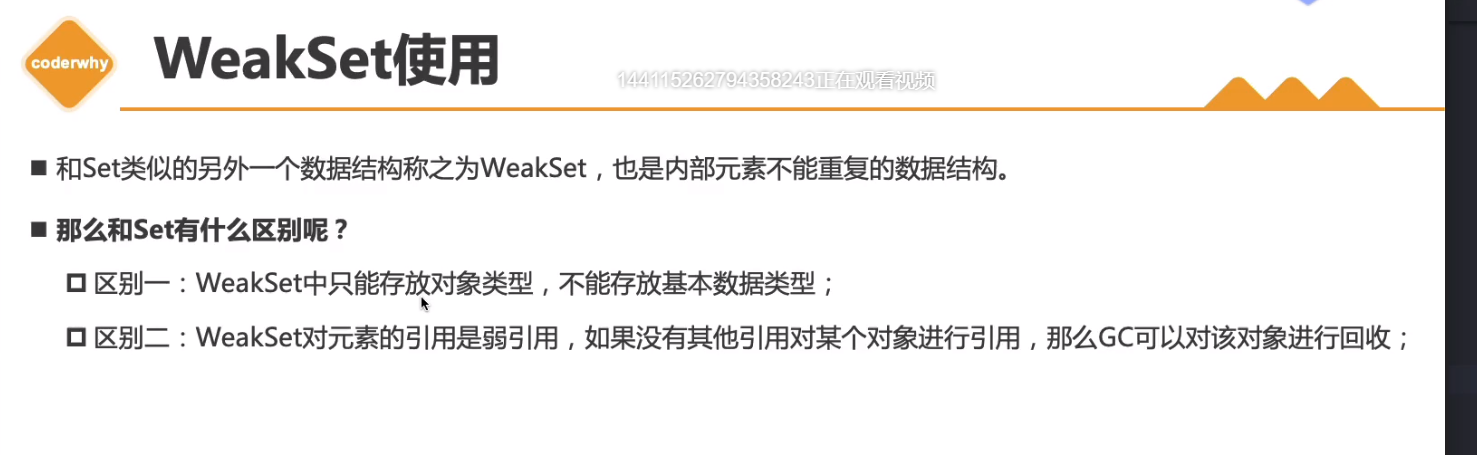 coderwhy
WeakSet使用
144115262794358243正在观看视频
■ 和Set类似的另外一个数据结构称之为WeakSet，也是内部元素不能重复的数据结构。
■ 那么和Set有什么区别呢？
区别一：WeakSet中只能存放对象类型，不能存放基本数据类型；
区别二：WeakSet对元素的引用是弱引用，如果没有其他引用对某个对象进行引用，那么GC可以对该对象进行回收；